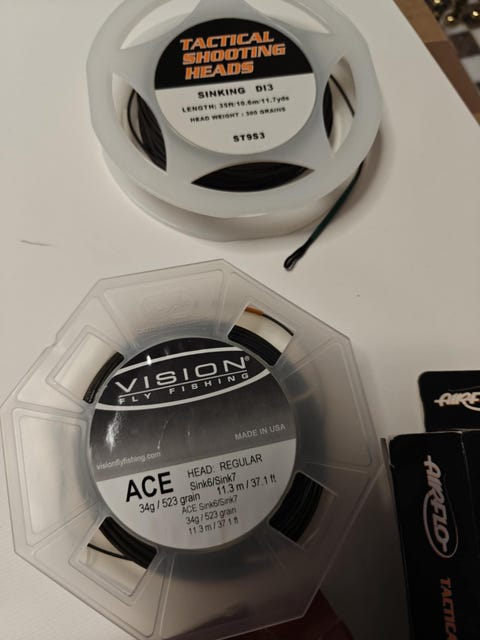 TACTICAL
SHOOTING
HEADS
SINKING DI3
LENGTH: 35ft/10.6m/11.7yds
HEAD WEIGHT : 300 GRAINS
ST9S3
VISION
FLY FISHING
MADE IN USA
visionflyfishing.com
ACE HEAD: REGULAR
Sink6/Sink7
34g / 523 grain 11.3 m / 37.1 ft
ACE Sink6/Sink7
34g / 523 grain
11.3 m / 37.1 ft
AIRFLO
TACTIC